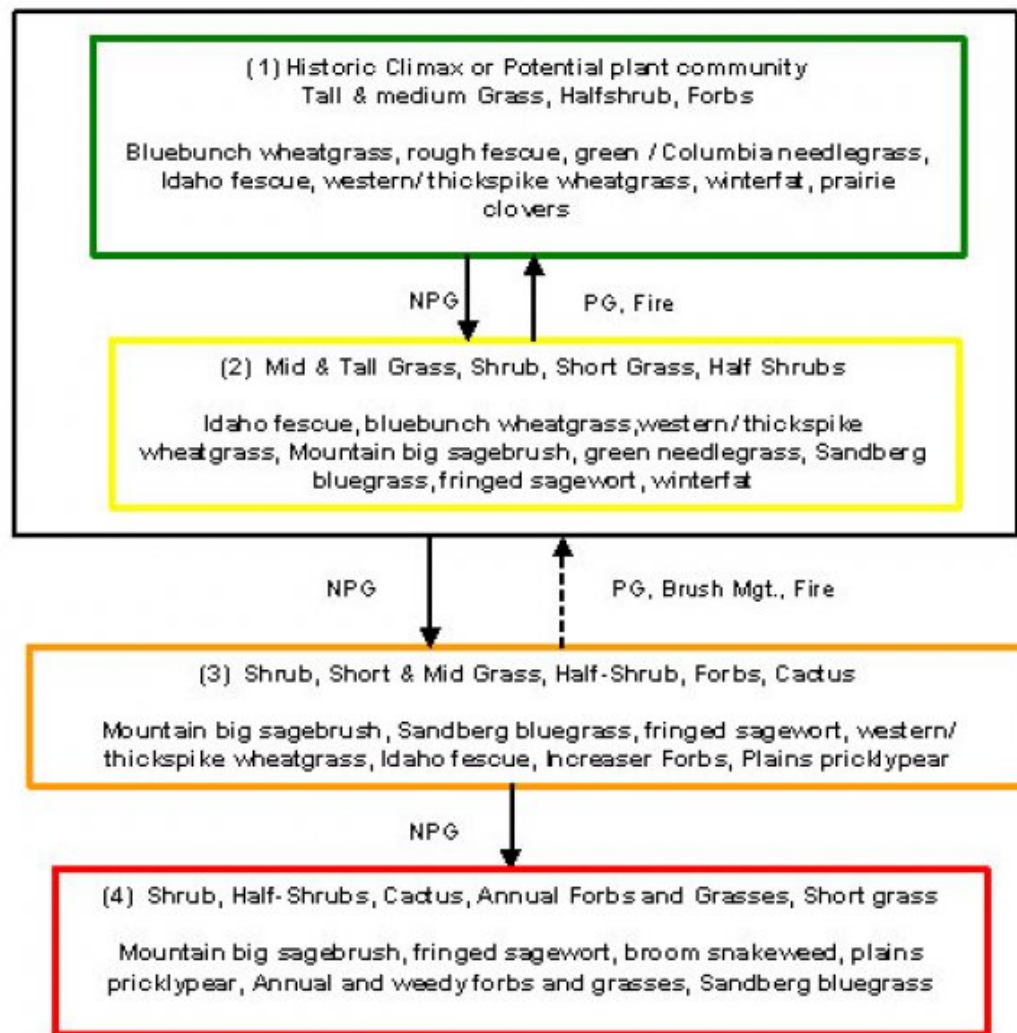 (1) Historic Climax or Potential plant community
Tall & medium Grass, Halfshrub, Forbs
Bluebunch wheatgrass, rough fescue, green / Columbia needlegrass,
Idaho fescue, western/ thickspike wheatgrass, winterfat, prairie
clovers
NPG
PG, Fire
(2) Mid & Tall Grass, Shrub, Short Grass, Half Shrubs
Idaho fescue, bluebunch wheatgrass,western/ thickspike
wheatgrass, Mountain big sagebrush, green needlegrass, Sandberg
bluegrass, fringed sagewort, winterfat
NPG
PG, Brush Mgt., Fire
(3) Shrub, Short & Mid Grass, Half-Shrub, Forbs, Cactus
Mountain big sagebrush, Sandberg bluegrass, fringed sagewort, western/
thickspike wheatgrass, Idaho fescue, Increaser Forbs, Plains pricklypear
NPG
(4) Shrub, Half-Shrubs, Cactus, Annual Forbs and Grasses, Short grass
Mountain big sagebrush, fringed sagewort, broom snakeweed, plains
pricklypear, Annual and weedy forbs and grasses, Sandberg bluegrass